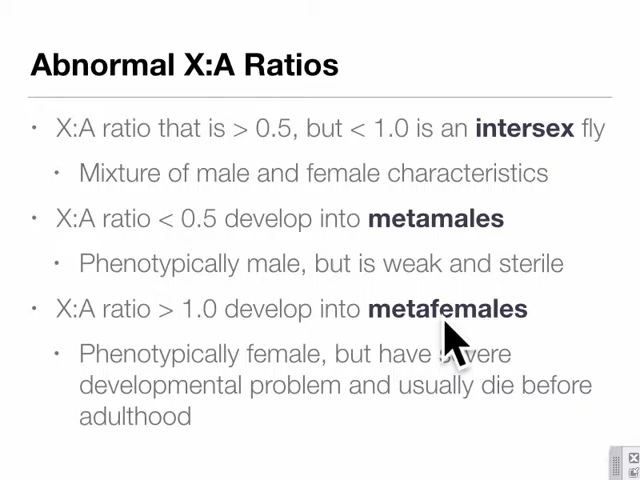 Abnormal X:A Ratios
• X:A ratio that is > 0.5, but < 1.0 is an intersex fly
• Mixture of male and female characteristics
• X:A ratio < 0.5 develop into metamales
• Phenotypically male, but is weak and sterile
• X:A ratio > 1.0 develop into metafemales
• Phenotypically female, but have severe
developmental problem and usually die before
adulthood